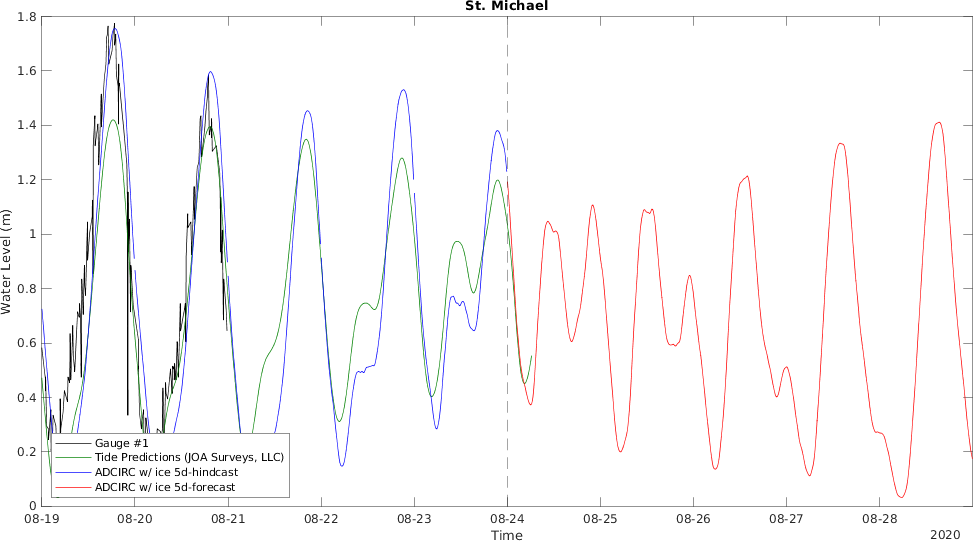 St. Michael
1.8
1.6
1.4
1.2
1
0.8
0.6
0.4
0.2
0
Water Level (m)
Gauge #1
Tide Predictions (JOA Surveys, LLC)
ADCIRC w/ ice 5d-hindcast
ADCIRC w/ ice 5d-forecast
08-19 08-20 08-21 08-22 08-23 08-24 08-25 08-26 08-27 08-28
Time
2020